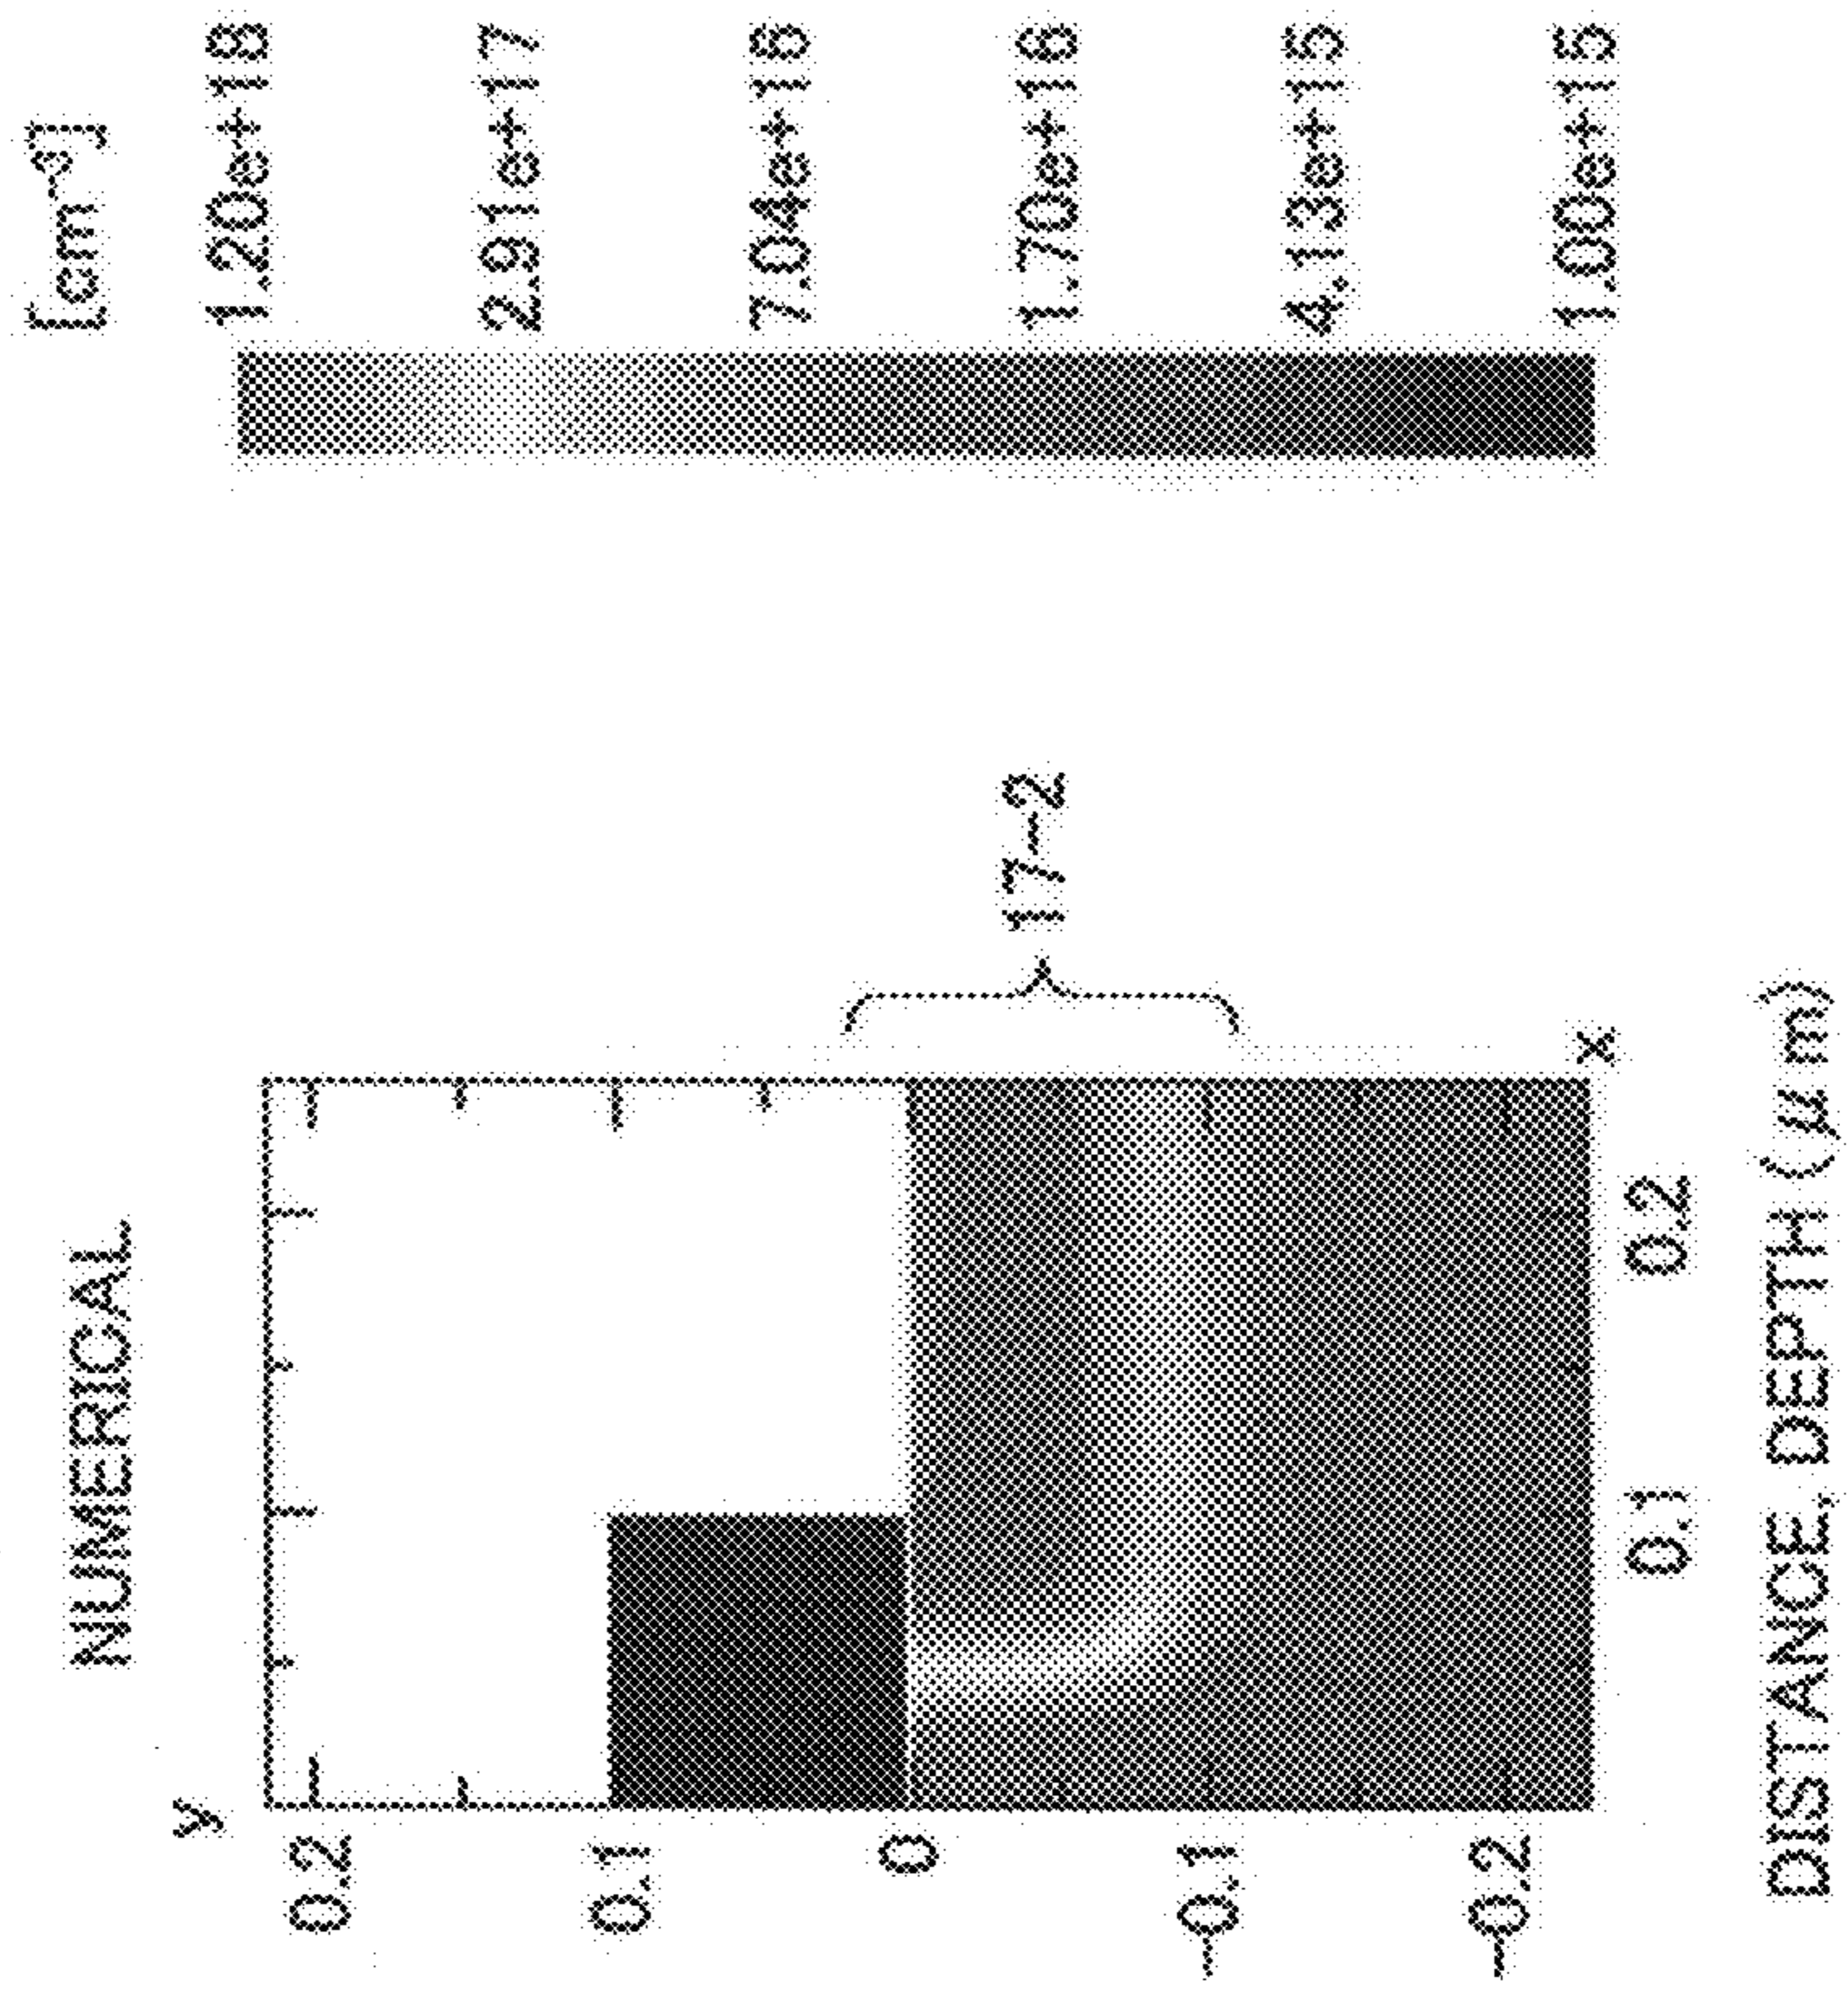 NUMERICAL
y
0.2
0.1
0
-0.1
-0.2
0.1
0.2
x
DISTANCE, DEPTH (μm)
17-2
[cm⁻³]
1.20e+18
2.91e+17
7.04e+16
1.70e+16
4.13e+15
1.00e+15